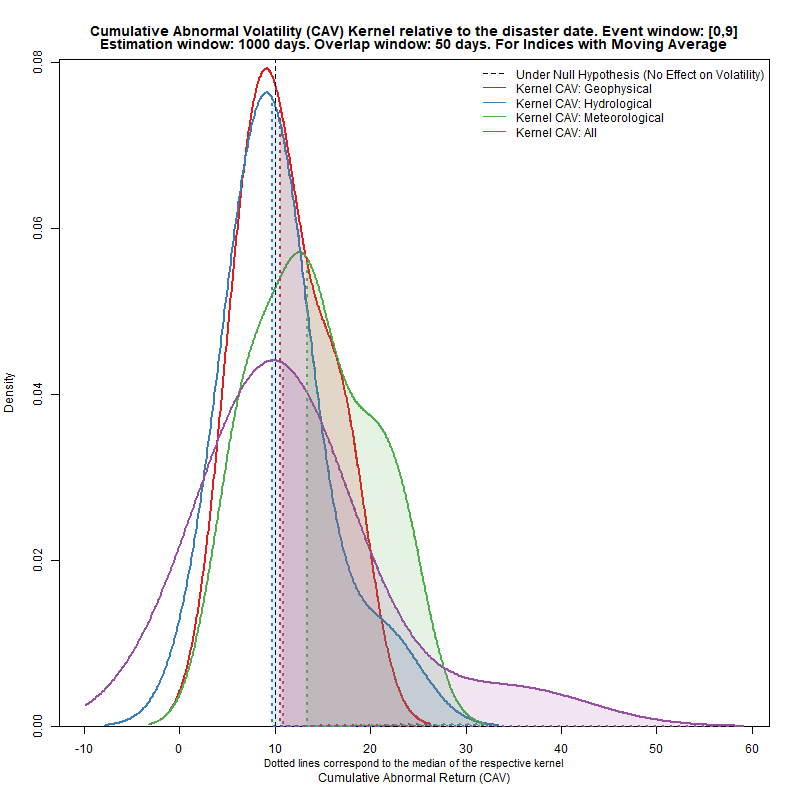 Cumulative Abnormal Volatility (CAV) Kernel relative to the disaster date. Event window: [0,9]
Estimation window: 1000 days. Overlap window: 50 days. For Indices with Moving Average
Under Null Hypothesis (No Effect on Volatility)
Kernel CAV: Geophysical
Kernel CAV: Hydrological
Kernel CAV: Meteorological
Kernel CAV: All
Density
0.08
0.06
0.04
0.02
0.00
-10 0 10 20 30 40 50 60
Dotted lines correspond to the median of the respective kernel
Cumulative Abnormal Return (CAV)